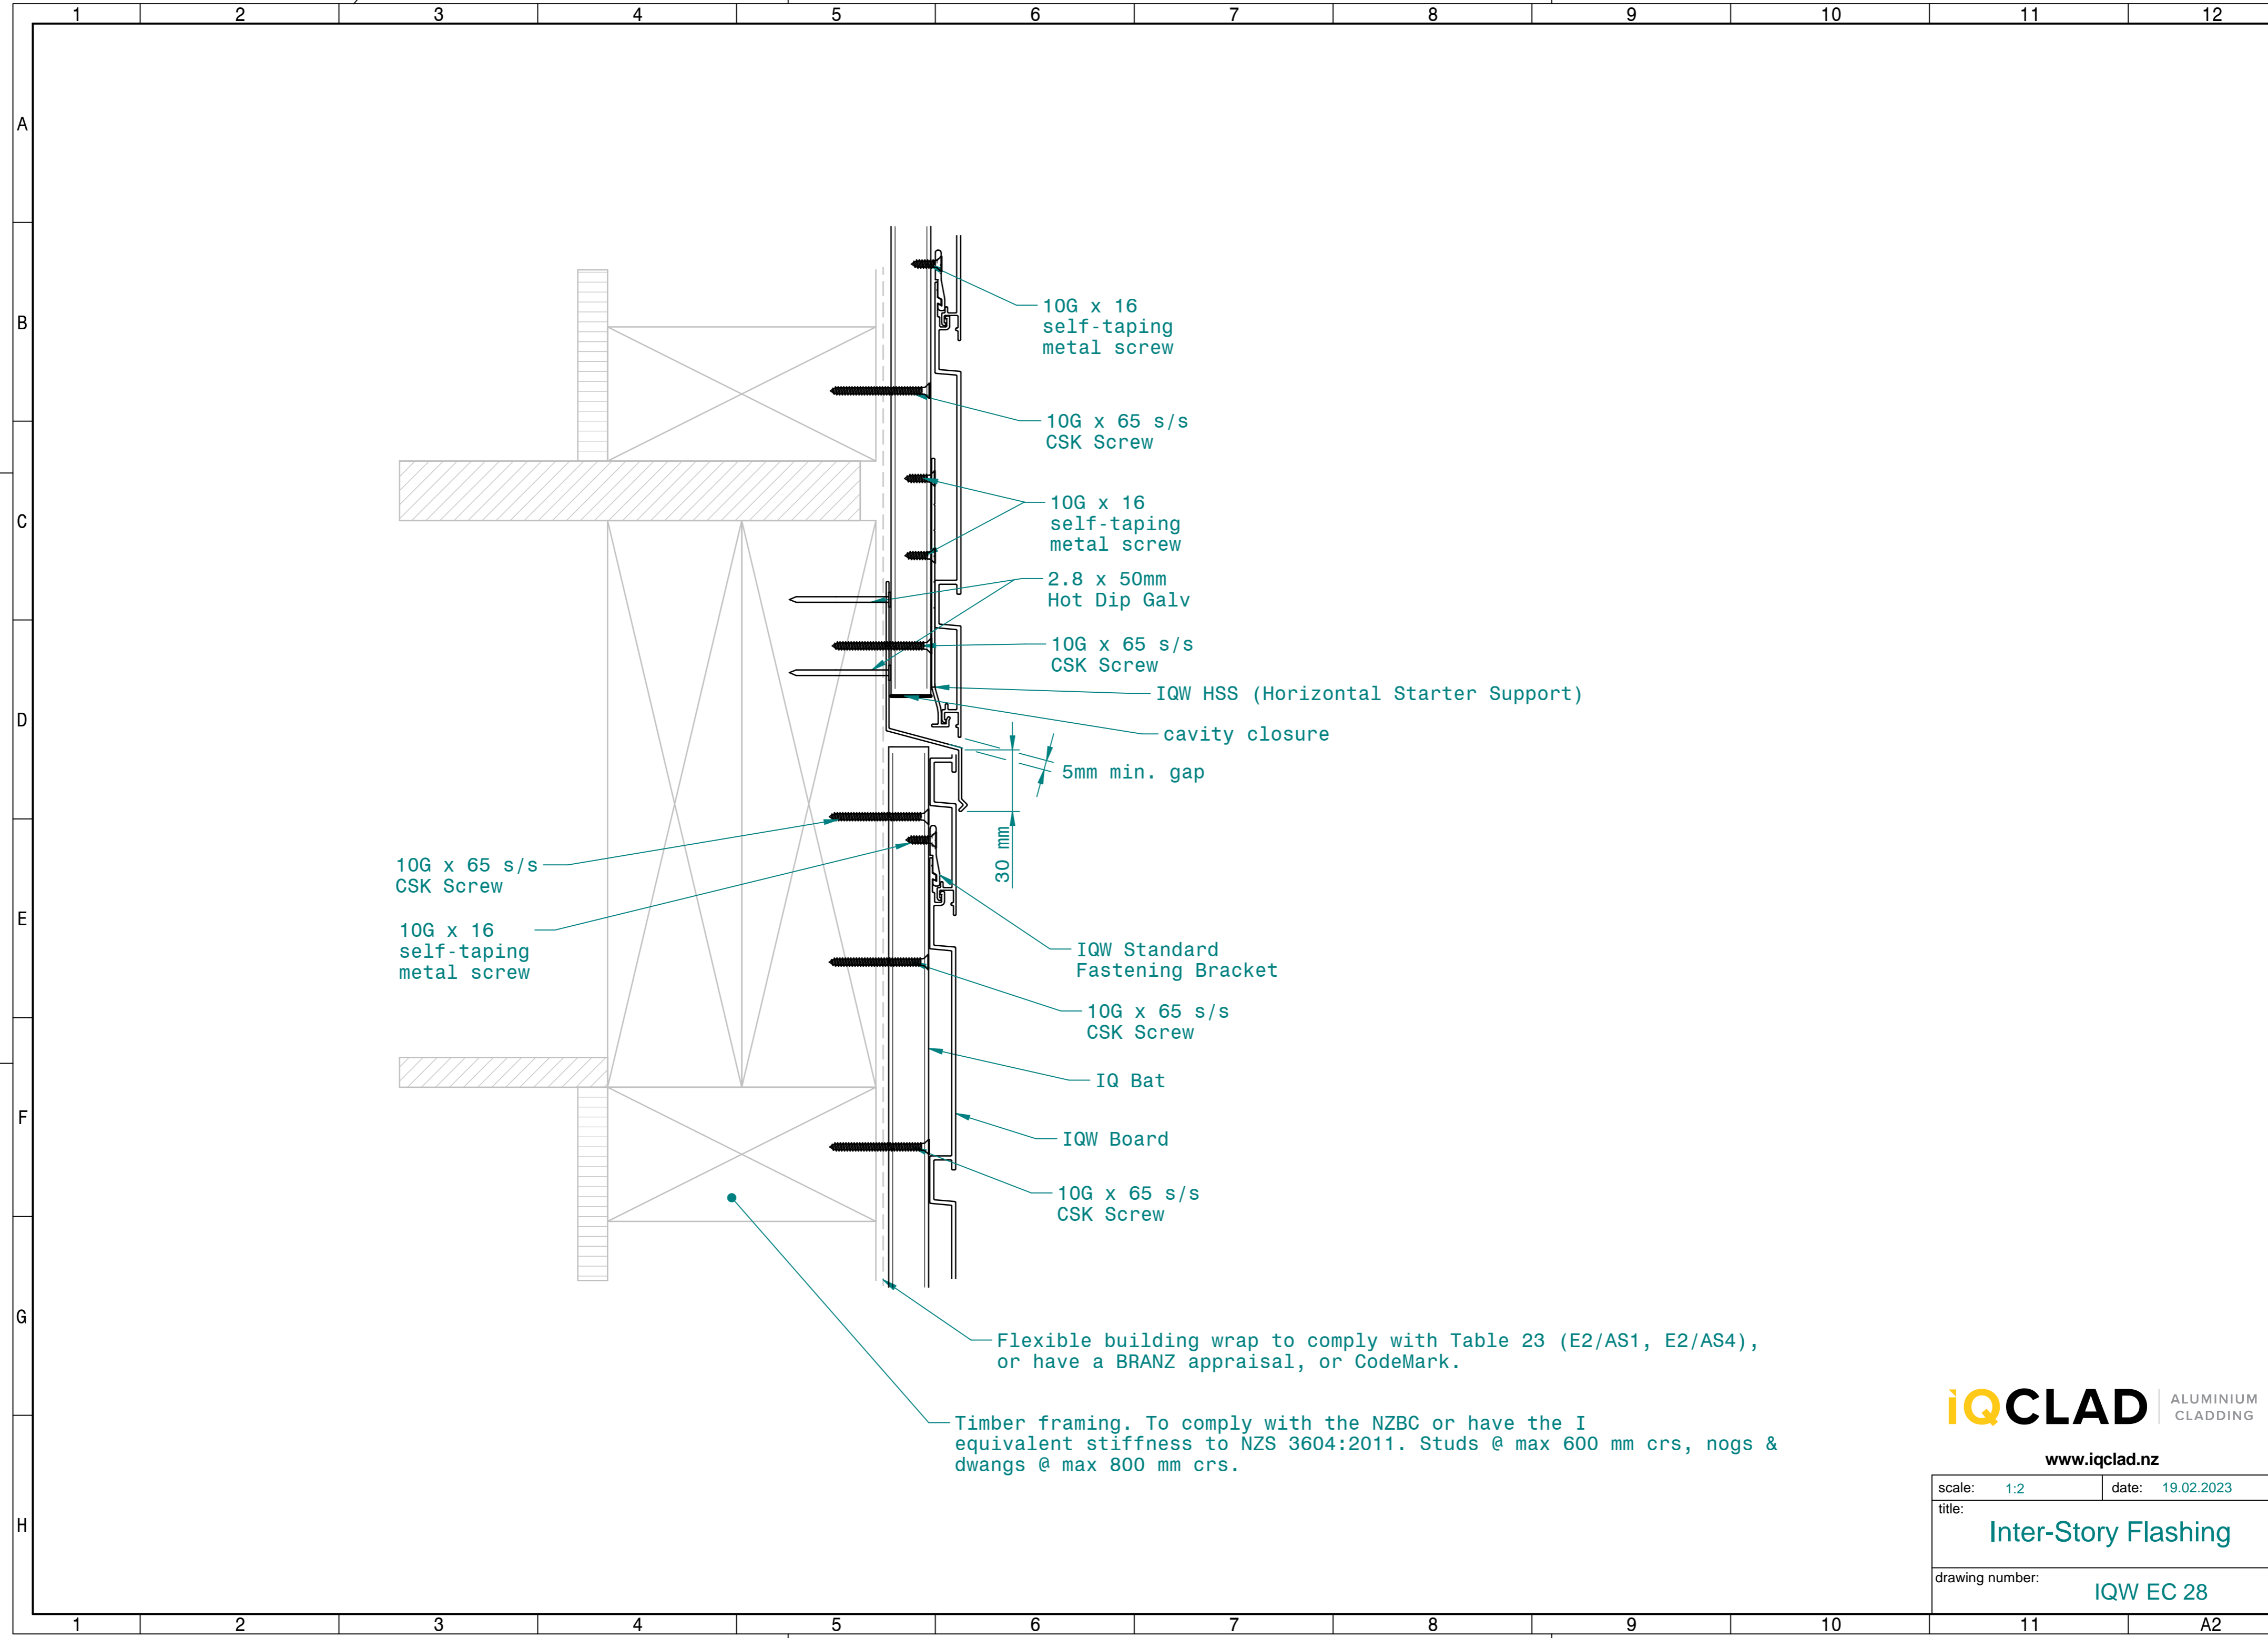 1 2 3 4 5 6 7 8 9 10 11 12
A
B
C
D
E
F
G
H
10G x 16
self-taping
metal screw
10G x 65 s/s
CSK Screw
10G x 16
self-taping
metal screw
2.8 x 50mm
Hot Dip Galv
10G x 65 s/s
CSK Screw
IQW HSS (Horizontal Starter Support)
cavity closure
5mm min. gap
30 mm
10G x 65 s/s
CSK Screw
10G x 16
self-taping
metal screw
IQW Standard
Fastening Bracket
10G x 65 s/s
CSK Screw
IQ Bat
IQW Board
10G x 65 s/s
CSK Screw
Flexible building wrap to comply with Table 23 (E2/AS1, E2/AS4),
or have a BRANZ appraisal, or CodeMark.
Timber framing. To comply with the NZBC or have the I
equivalent stiffness to NZS 3604:2011. Studs @ max 600 mm crs, nogs &
dwangs @ max 800 mm crs.
iQCLAD
ALUMINIUM
CLADDING
www.iqclad.nz
scale: 1:2 date: 19.02.2023
title:
Inter-Story Flashing
drawing number:
IQW EC 28
1 2 3 4 5 6 7 8 9 10 11 A2